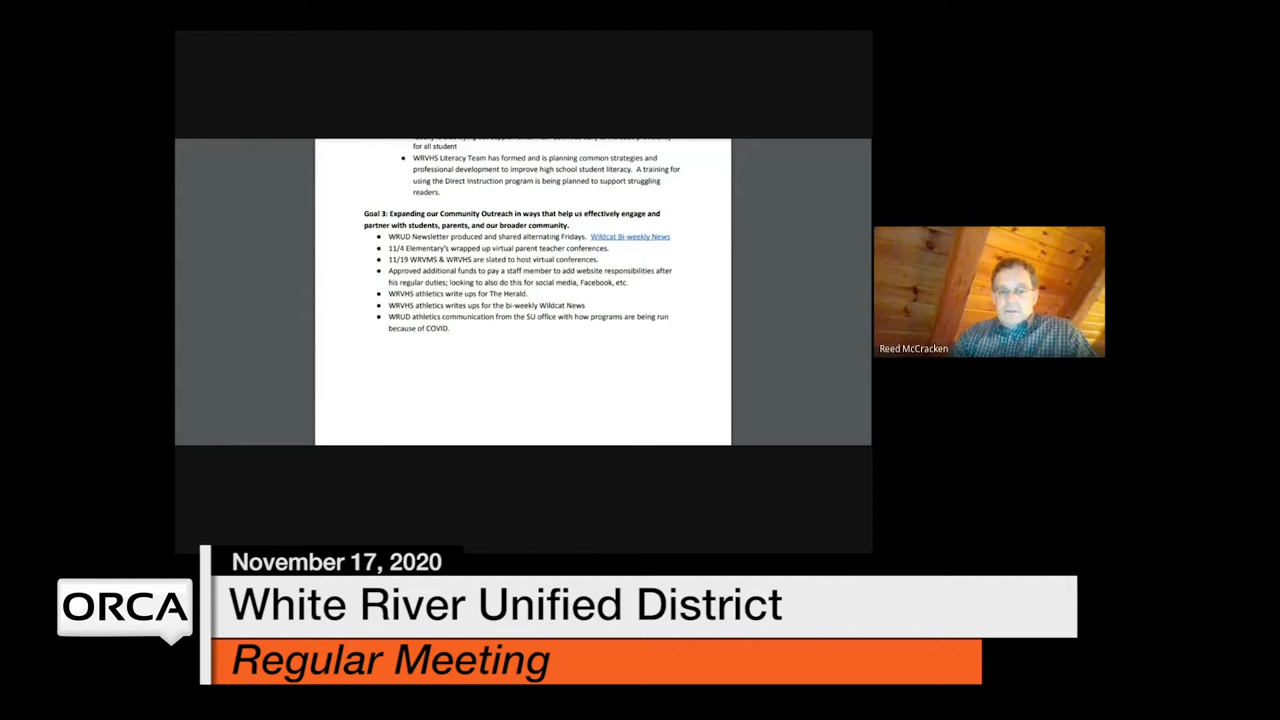 for all student
● WRVHS Literacy Team has formed and is planning common strategies and
professional development to improve high school student literacy. A training for
using the Direct Instruction program is being planned to support struggling
readers.
Goal 3: Expanding our Community Outreach in ways that help us effectively engage and
partner with students, parents, and our broader community.
● WRUD Newsletter produced and shared alternating Fridays. Wildcat Bi-weekly News
● 11/4 Elementary's wrapped up virtual parent teacher conferences.
● 11/19 WRVMS & WRVHS are slated to host virtual conferences.
● Approved additional funds to pay a staff member to add website responsibilities after
his regular duties; looking to also do this for social media, Facebook, etc.
● WRVHS athletics write ups for The Herald.
● WRVHS athletics writes ups for the bi-weekly Wildcat News
● WRUD athletics communication from the SU office with how programs are being run
because of COVID.
Reed McCracken
November 17, 2020
ORCA
White River Unified District
Regular Meeting